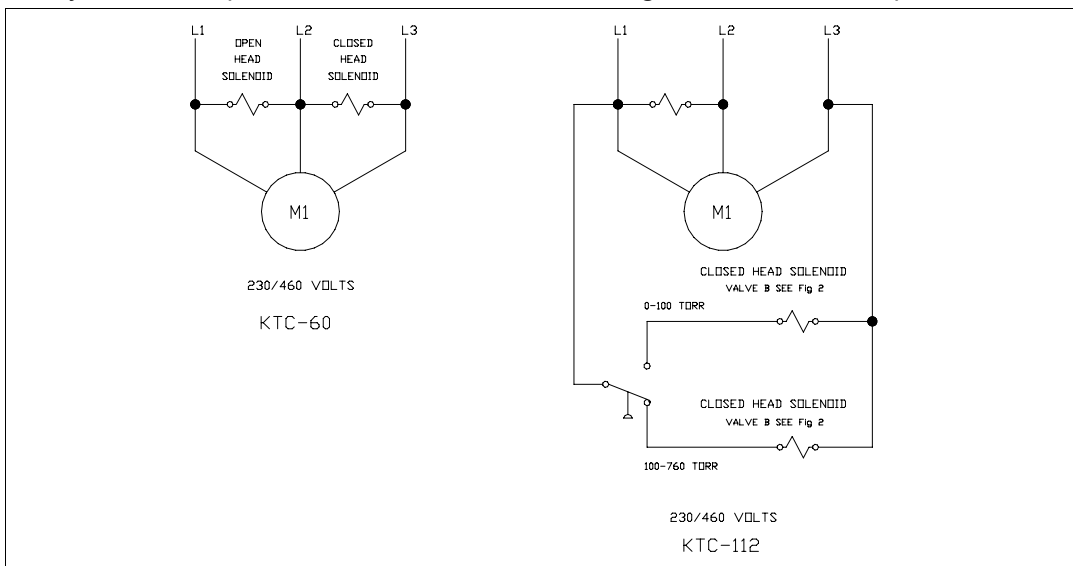 L1
L2
L3
OPEN
HEAD
SOLENOID
CLOSED
HEAD
SOLENOID
M1
230/460 VOLTS
KTC-60
L1
L2
L3
M1
CLOSED HEAD SOLENOID
VALVE B SEE Fig 2
0-100 TORR
CLOSED HEAD SOLENOID
VALVE B SEE Fig 2
100-760 TORR
230/460 VOLTS
KTC-112